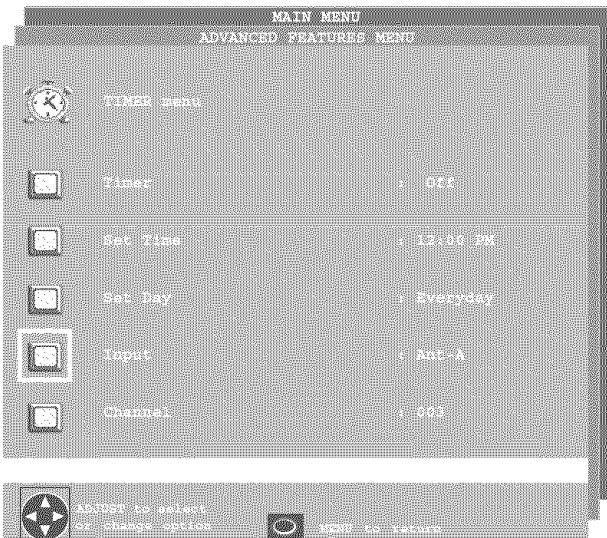 MAIN MENU
ADVANCED FEATURES MENU
TIMER menu
Timer : Off
Set Time : 12:00 PM
Set Day : Everyday
Input : Ant-A
Channel : 003
ADJUST to select
or change option
MENU to return